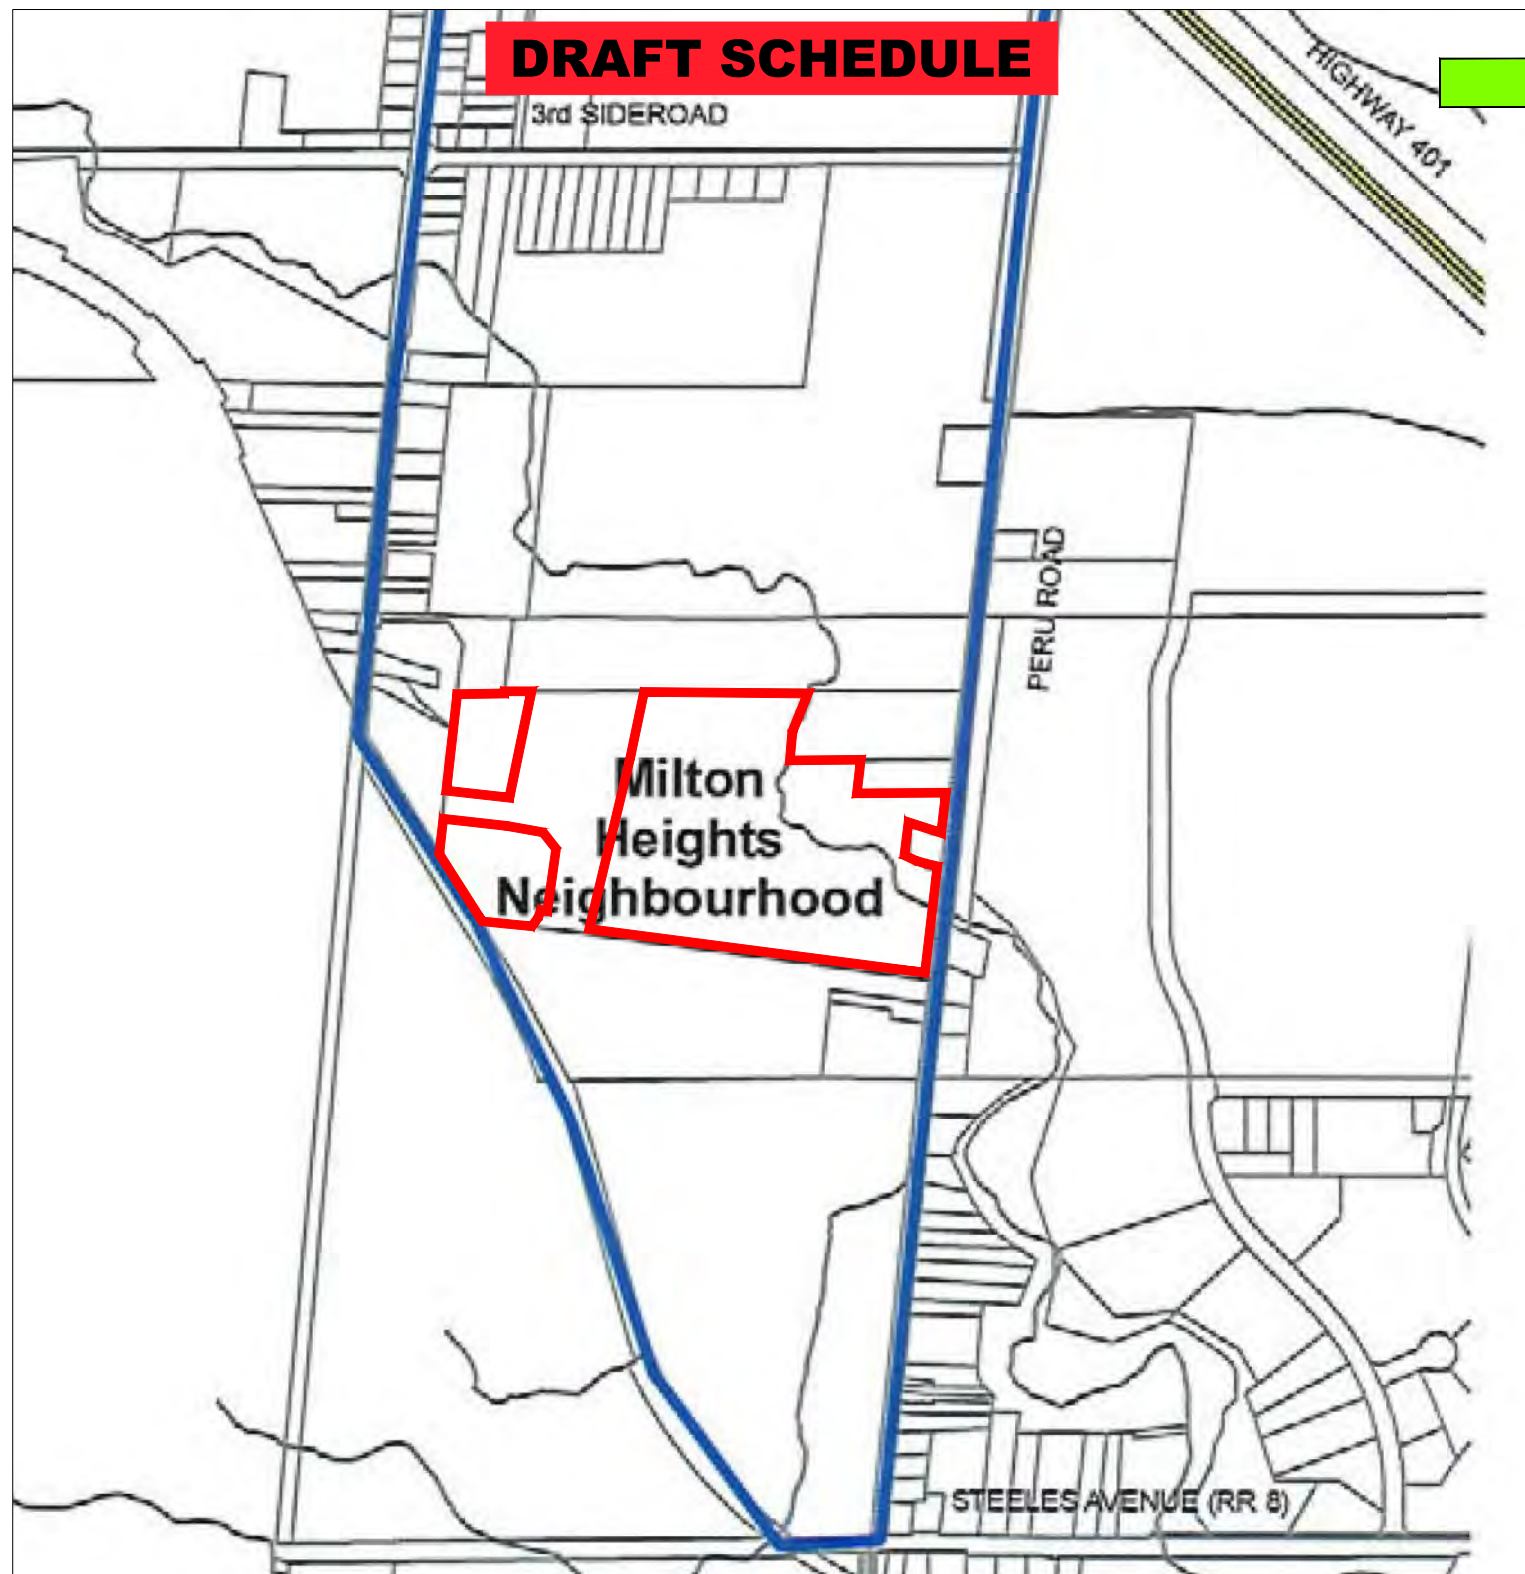 DRAFT SCHEDULE
3rd SIDEROAD
HIGHWAY 401
PERU ROAD
Milton
Heights
Neighbourhood
STEELES AVENUE (RR 8)